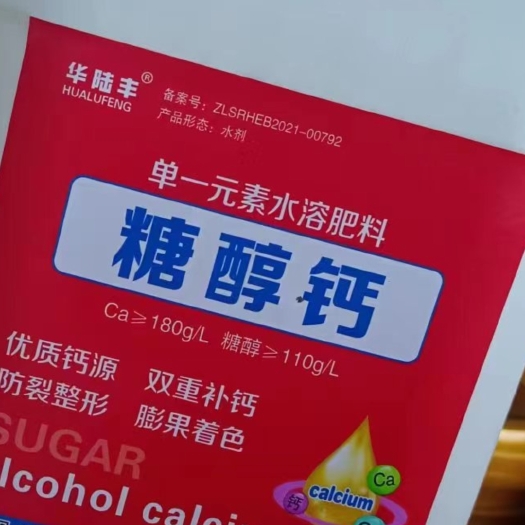 华陆丰®
HUALUFENG
备案号：ZLSRHEB2021-00792
产品形态：水剂
单一元素水溶肥料
糖醇钙
Ca≥180g/L 糖醇≥110g/L
优质钙源 双重补钙
防裂整形 膨果着色
SUGAR
lcohol calci
钙
calcium
Ca